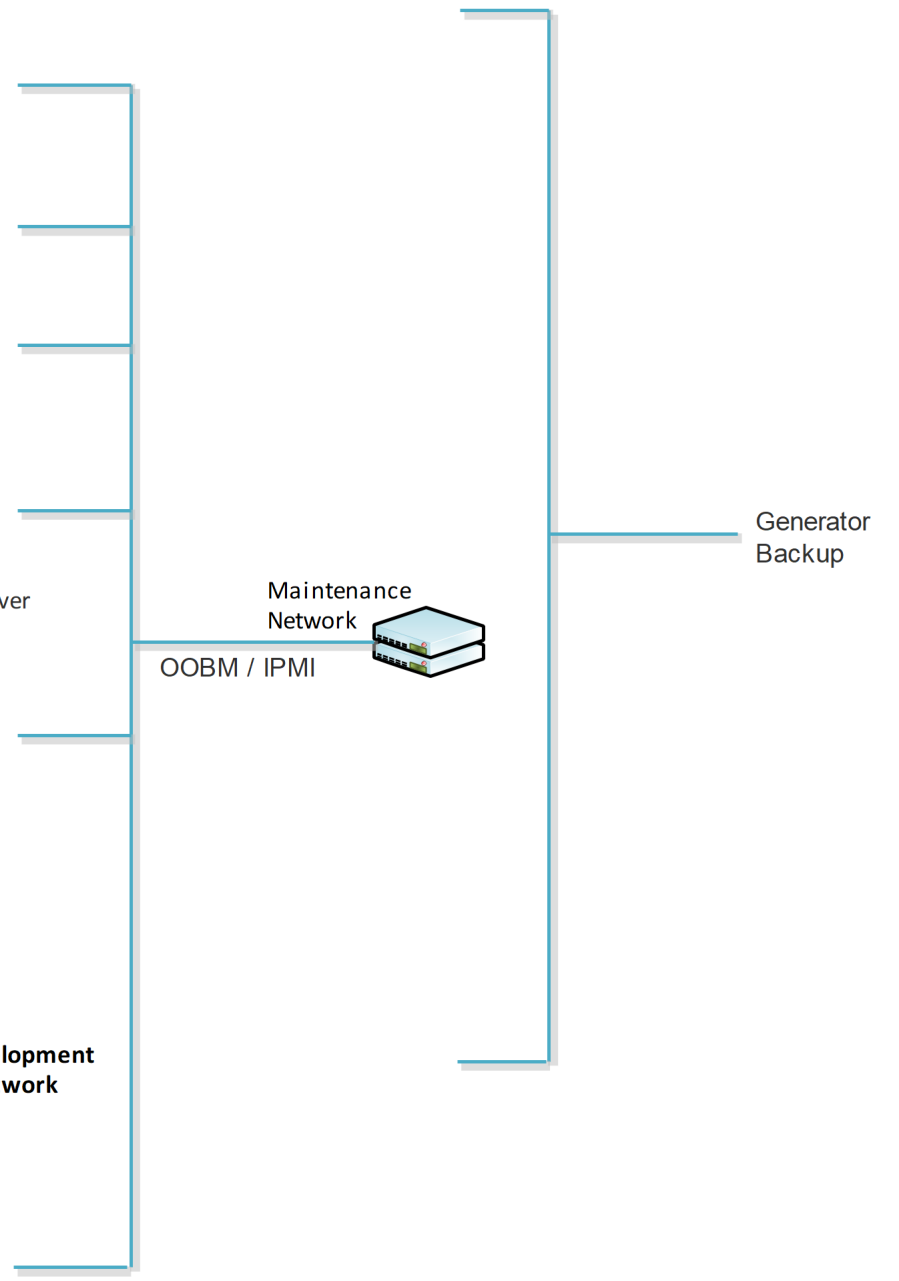 Generator
Backup
Maintenance
Network
ver
OOBM / IPMI
lopment
work